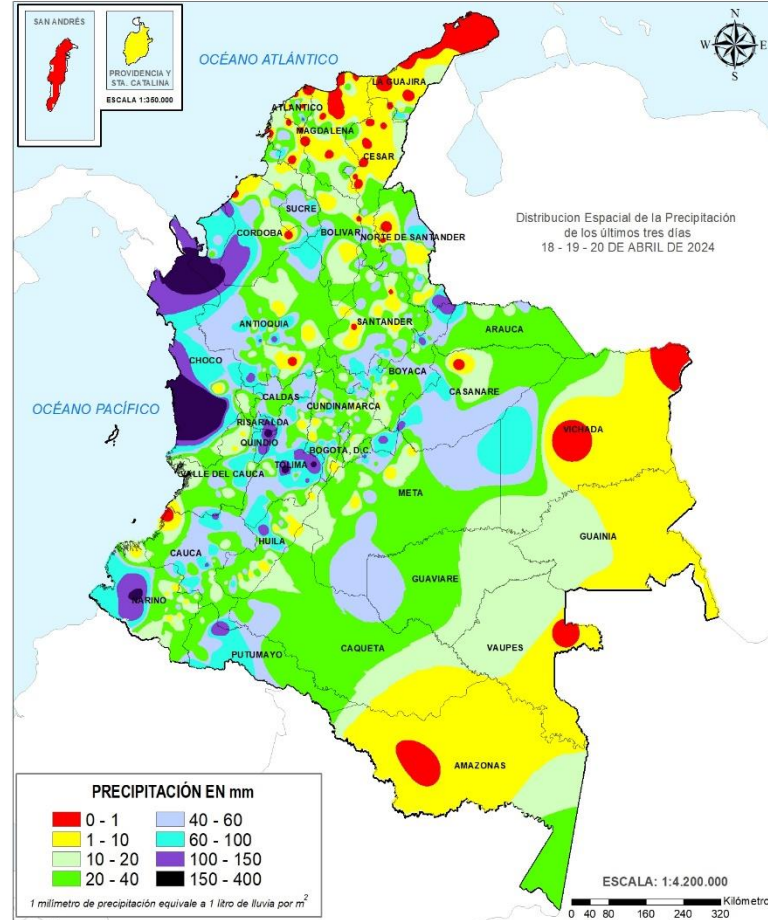 SAN ANDRÉS
PROVIDENCIA Y
STA. CATALINA
ESCALA 1:350.000
OCÉANO ATLÁNTICO
N
W
E
S
LA GUAJIRA
ATLANTICO
MAGDALENA
CESAR
Distribucion Espacial de la Precipitación
de los últimos tres días
18 - 19 - 20 DE ABRIL DE 2024
SUCRE
CORDOBA
BOLIVAR
NORTE DE SANTANDER
ANTIOQUIA
SANTANDER
ARAUCA
CHOCO
BOYACA
CASANARE
CALDAS
CUNDINAMARCA
OCÉANO PACÍFICO
RISARALDA
QUINDIO
BOGOTA, D.C.
VICHADA
TOLIMA
VALLE DEL CAUCA
META
GUAINIA
HUILA
CAUCA
GUAVIARE
NARIÑO
PUTUMAYO
CAQUETA
VAUPES
AMAZONAS
PRECIPITACIÓN EN mm
0 - 1
40 - 60
1 - 10
60 - 100
10 - 20
100 - 150
20 - 40
150 - 400
1 milímetro de precipitación equivale a 1 litro de lluvia por m²
ESCALA: 1:4.200.000
Kilómetro
0 40 80 160 240 320